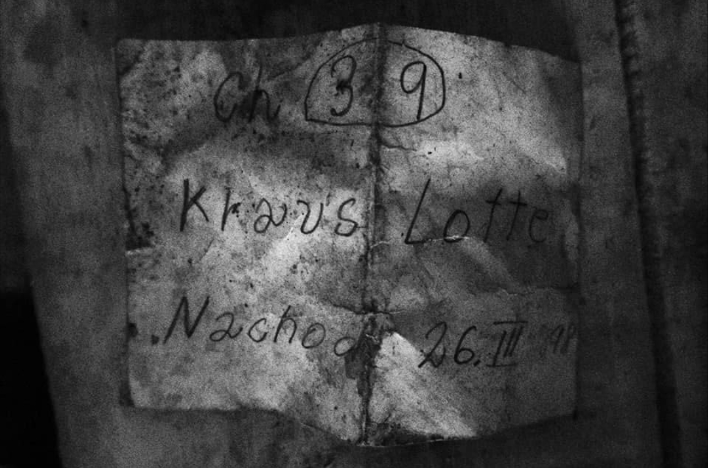 Ch 39
Kraus Lotte
Nachod 26. III